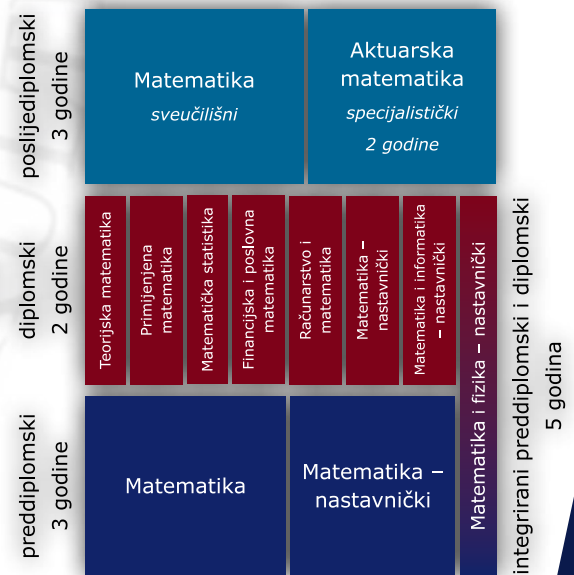 poslijediplomski
3 godine
Matematika
sveučilišni
Aktuarska
matematika
specijalistički
2 godine
diplomski
2 godine
Teorijska matematika
Primijenjena
matematika
Matematička statistika
Financijska i poslovna
matematika
Računarstvo i
matematika
Matematika –
nastavnički
Matematika i informatika
– nastavnički
Matematika i fizika – nastavnički
integrirani preddiplomski i diplomski
5 godina
preddiplomski
3 godine
Matematika
Matematika –
nastavnički